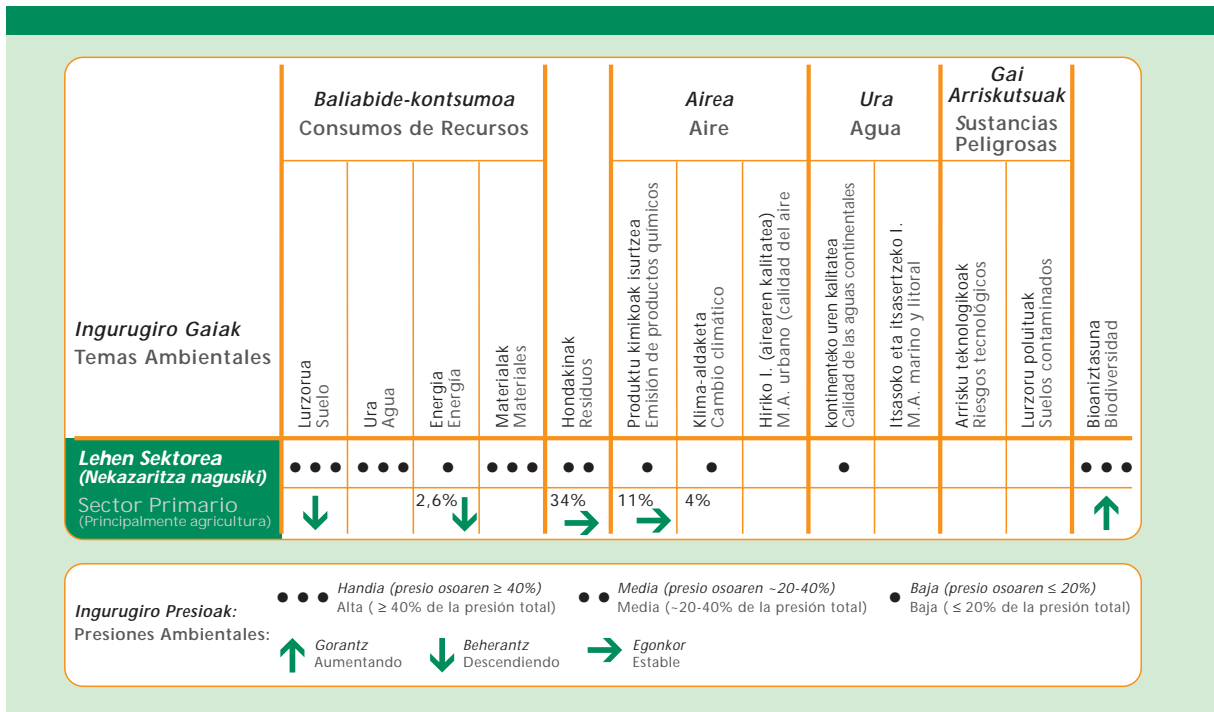 Baliabide-kontsumoa
Consumos de Recursos
Airea
Aire
Ura
Agua
Gai
Arriskutsuak
Sustancias
Peligrosas
Ingurugiro Gaiak
Temas Ambientales
Lurzorua
Suelo
Ura
Agua
Energia
Energía
Materialak
Materiales
Hondakinak
Residuos
Produktu kimikoak isurtzea
Emisión de productos químicos
Klima-aldaketa
Cambio climático
Hiriko I. (airearen kalitatea)
M.A. urbano (calidad del aire
kontinenteko uren kalitatea
Calidad de las aguas continentales
Itsasoko eta itsasertzeko I.
M.A. marino y litoral
Arrisku teknologikoak
Riesgos tecnológicos
Lurzoru poluituak
Suelos contaminados
Bioaniztasuna
Biodiversidad
Lehen Sektorea
(Nekazaritza nagusiki)
Sector Primario
(Principalmente agricultura)
2,6%
34%
11%
4%
Ingurugiro Presioak:
Presiones Ambientales:
Handia (presio osoaren ≥ 40%)
Alta ( ≥ 40% de la presión total)
Media (presio osoaren ~20-40%)
Media (~20-40% de la presión total)
Baja (presio osoaren ≤ 20%)
Baja ( ≤ 20% de la presión total)
Gorantz
Aumentando
Beherantz
Descendiendo
Egonkor
Estable